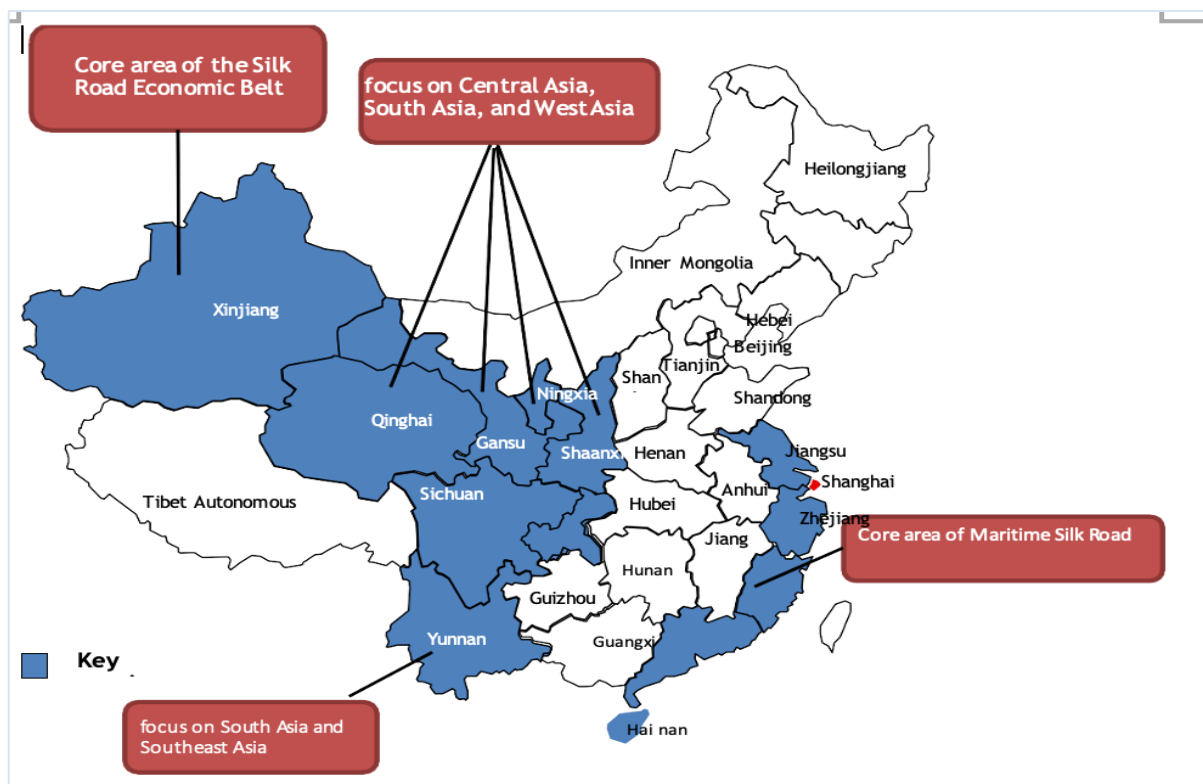 Core area of the Silk
Road Economic Belt
focus on Central Asia,
South Asia, and West Asia
Heilongjiang
Inner Mongolia
Xinjiang
Hebei
Beijing
Tianjin
Shan
Ningxia
Shandong
Qinghai
Gansu
Shaanxi
Henan
Jiangsu
Shanghai
Sichuan
Anhui
Tibet Autonomous
Hubei
Zhejiang
Core area of Maritime Silk Road
Jiang
Hunan
Guizhou
Yunnan
Guangxi
Key
focus on South Asia and
Southeast Asia
Hai nan